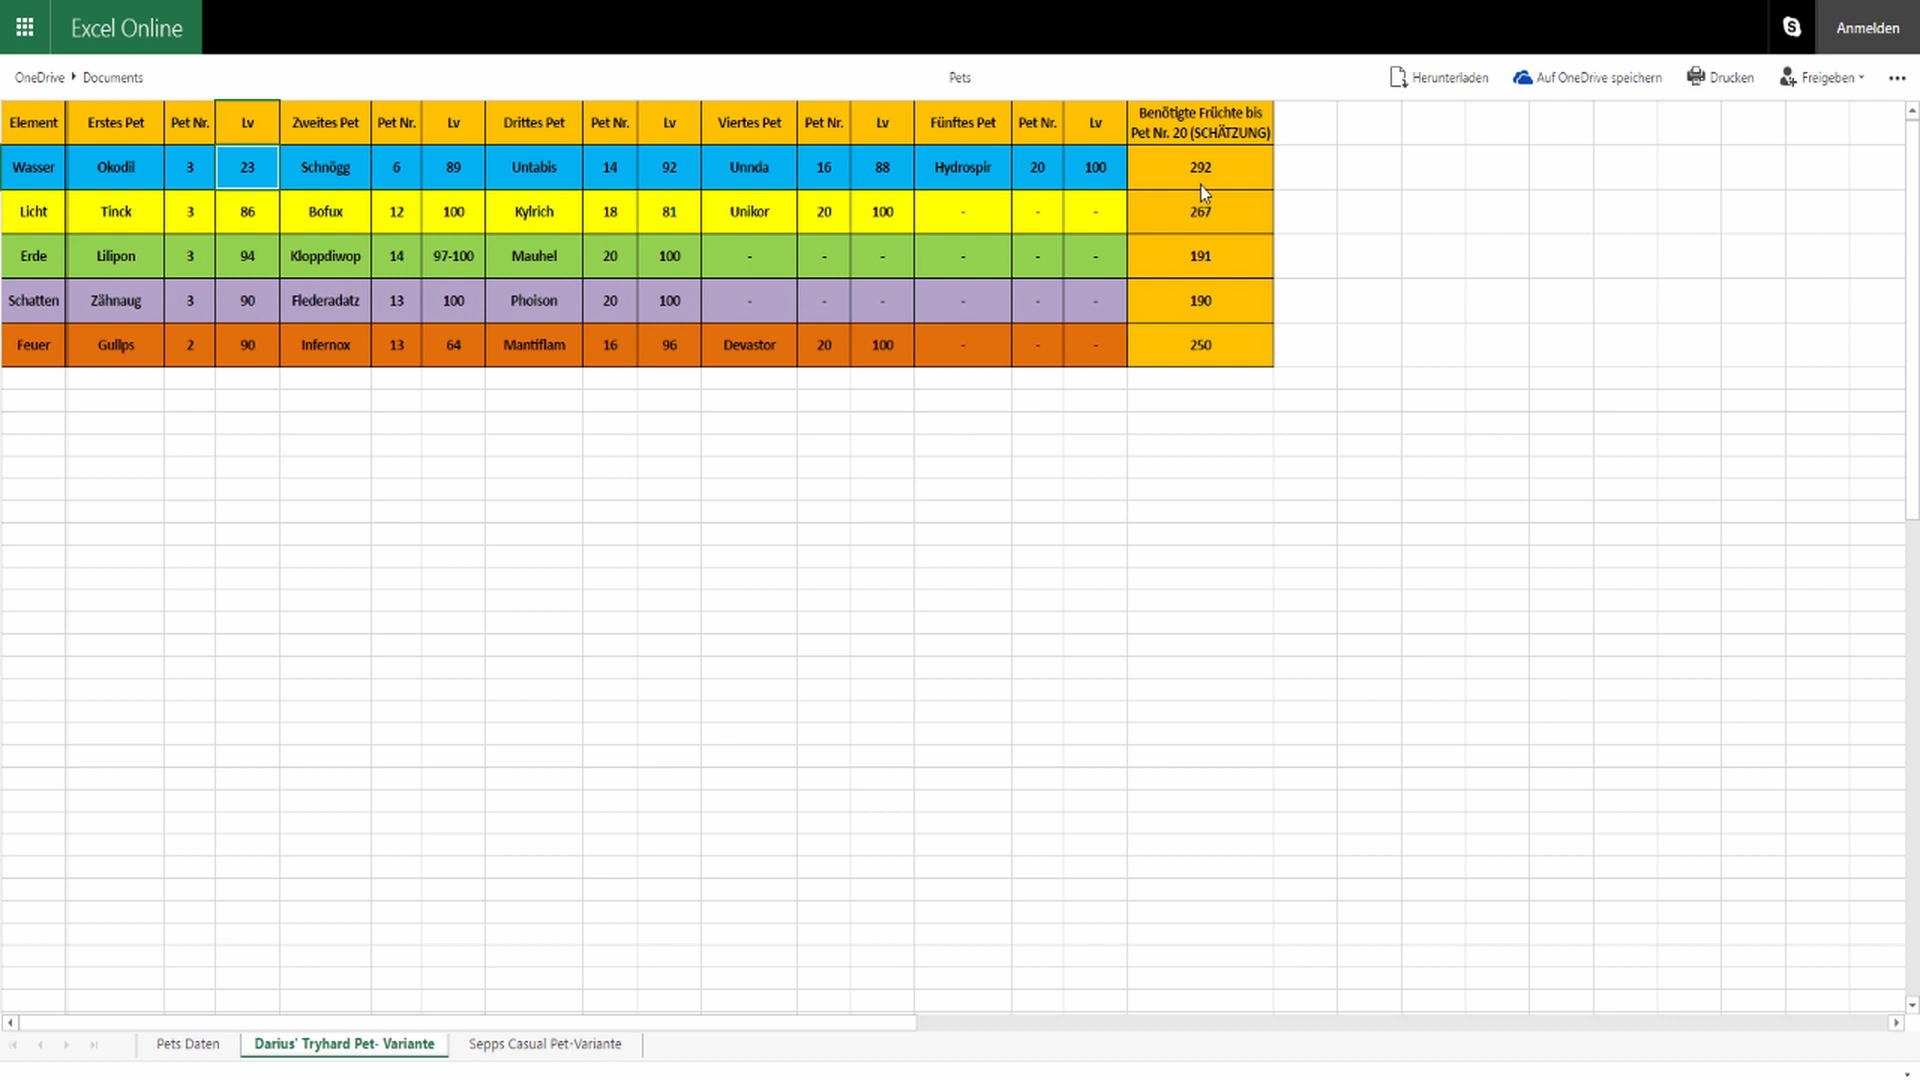 Excel Online
Anmelden
OneDrive Documents
Pets
Herunterladen Auf OneDrive speichern Drucken Freigeben
Element Erstes Pet Pet Nr. Lv Zweites Pet Pet Nr. Lv Drittes Pet Pet Nr. Lv Viertes Pet Pet Nr. Lv Fünftes Pet Pet Nr. Lv Benötigte Früchte bis
Pet Nr. 20 (SCHÄTZUNG)
Wasser Okodil 3 23 Schnögg 6 89 Untabis 14 92 Unnda 16 88 Hydrospir 20 100 292
Licht Tinck 3 86 Bofux 12 100 Kylrich 18 81 Unikor 20 100 - - - 267
Erde Lilipon 3 94 Kloppdiwop 14 97-100 Mauhel 20 100 - - - - - - 191
Schatten Zähnaug 3 90 Flederadatz 13 100 Phoison 20 100 - - - - - - 190
Feuer Gullps 2 90 Infernox 13 64 Mantiflam 16 96 Devastor 20 100 - - - 250
Pets Daten Darius' Tryhard Pet- Variante Sepps Casual Pet-Variante